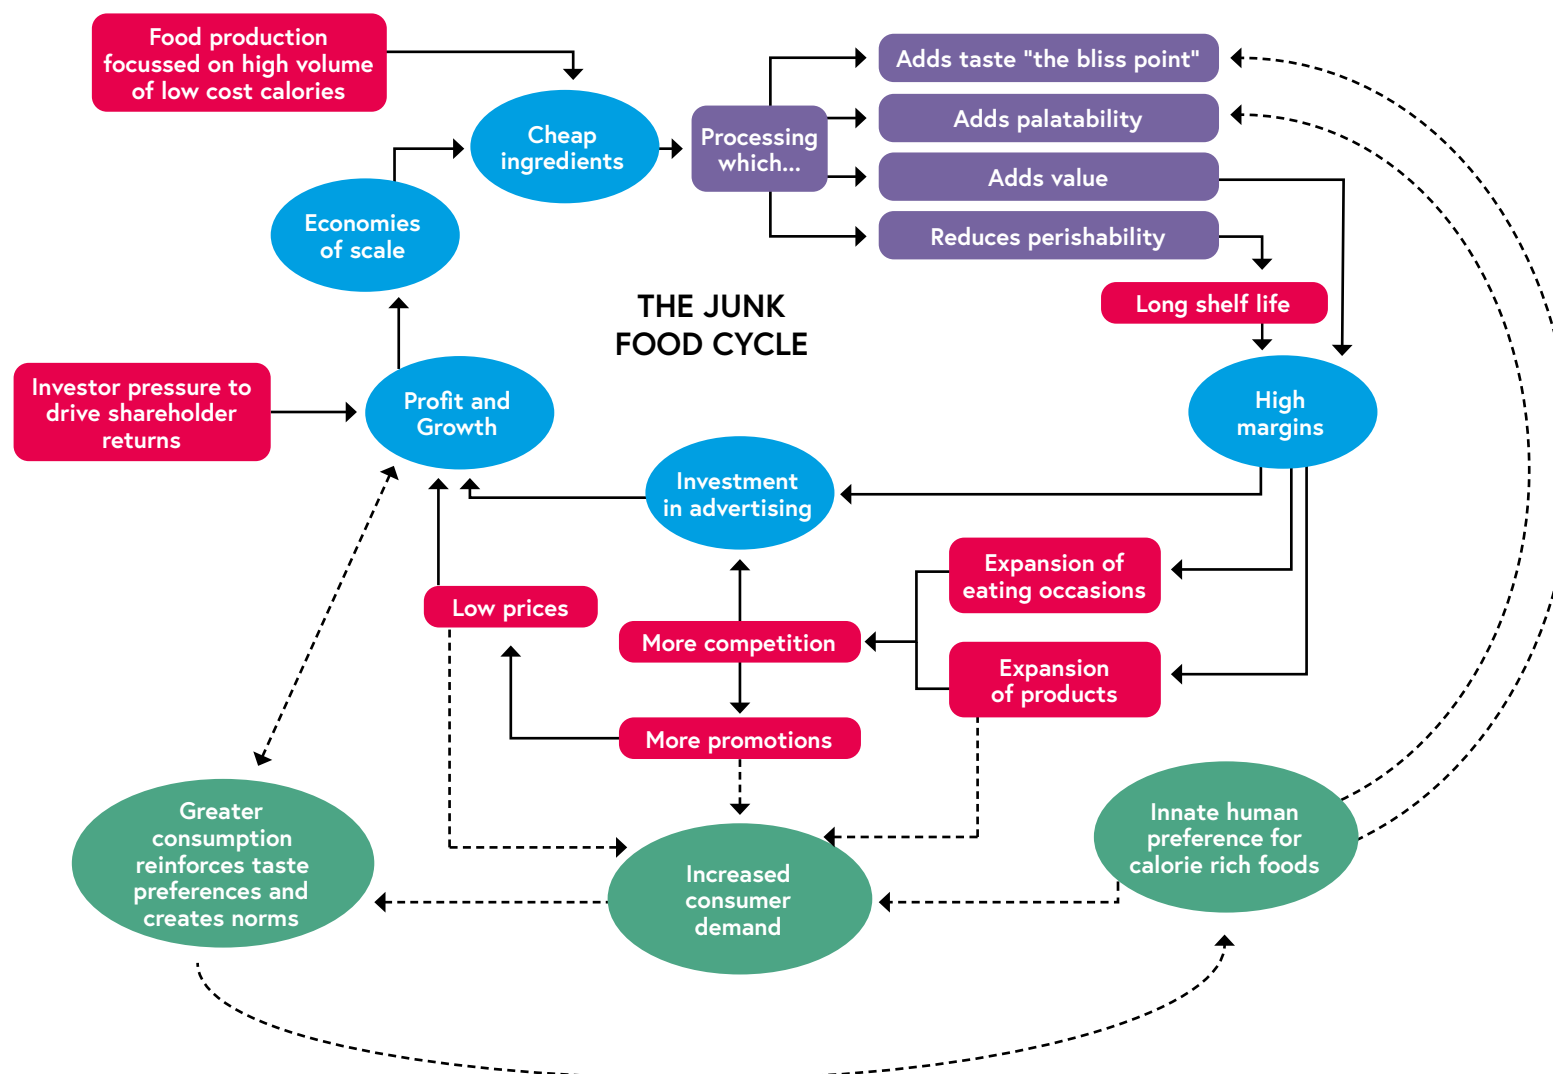 Food production
focussed on high volume
of low cost calories
Cheap
ingredients
Processing
which...
Adds taste "the bliss point"
Adds palatability
Adds value
Reduces perishability
Economies
of scale
THE JUNK
FOOD CYCLE
Long shelf life
Investor pressure to
drive shareholder
returns
Profit and
Growth
High
margins
Investment
in advertising
Expansion of
eating occasions
Low prices
More competition
Expansion
of products
More promotions
Greater
consumption
reinforces taste
preferences and
creates norms
Increased
consumer
demand
Innate human
preference for
calorie rich foods